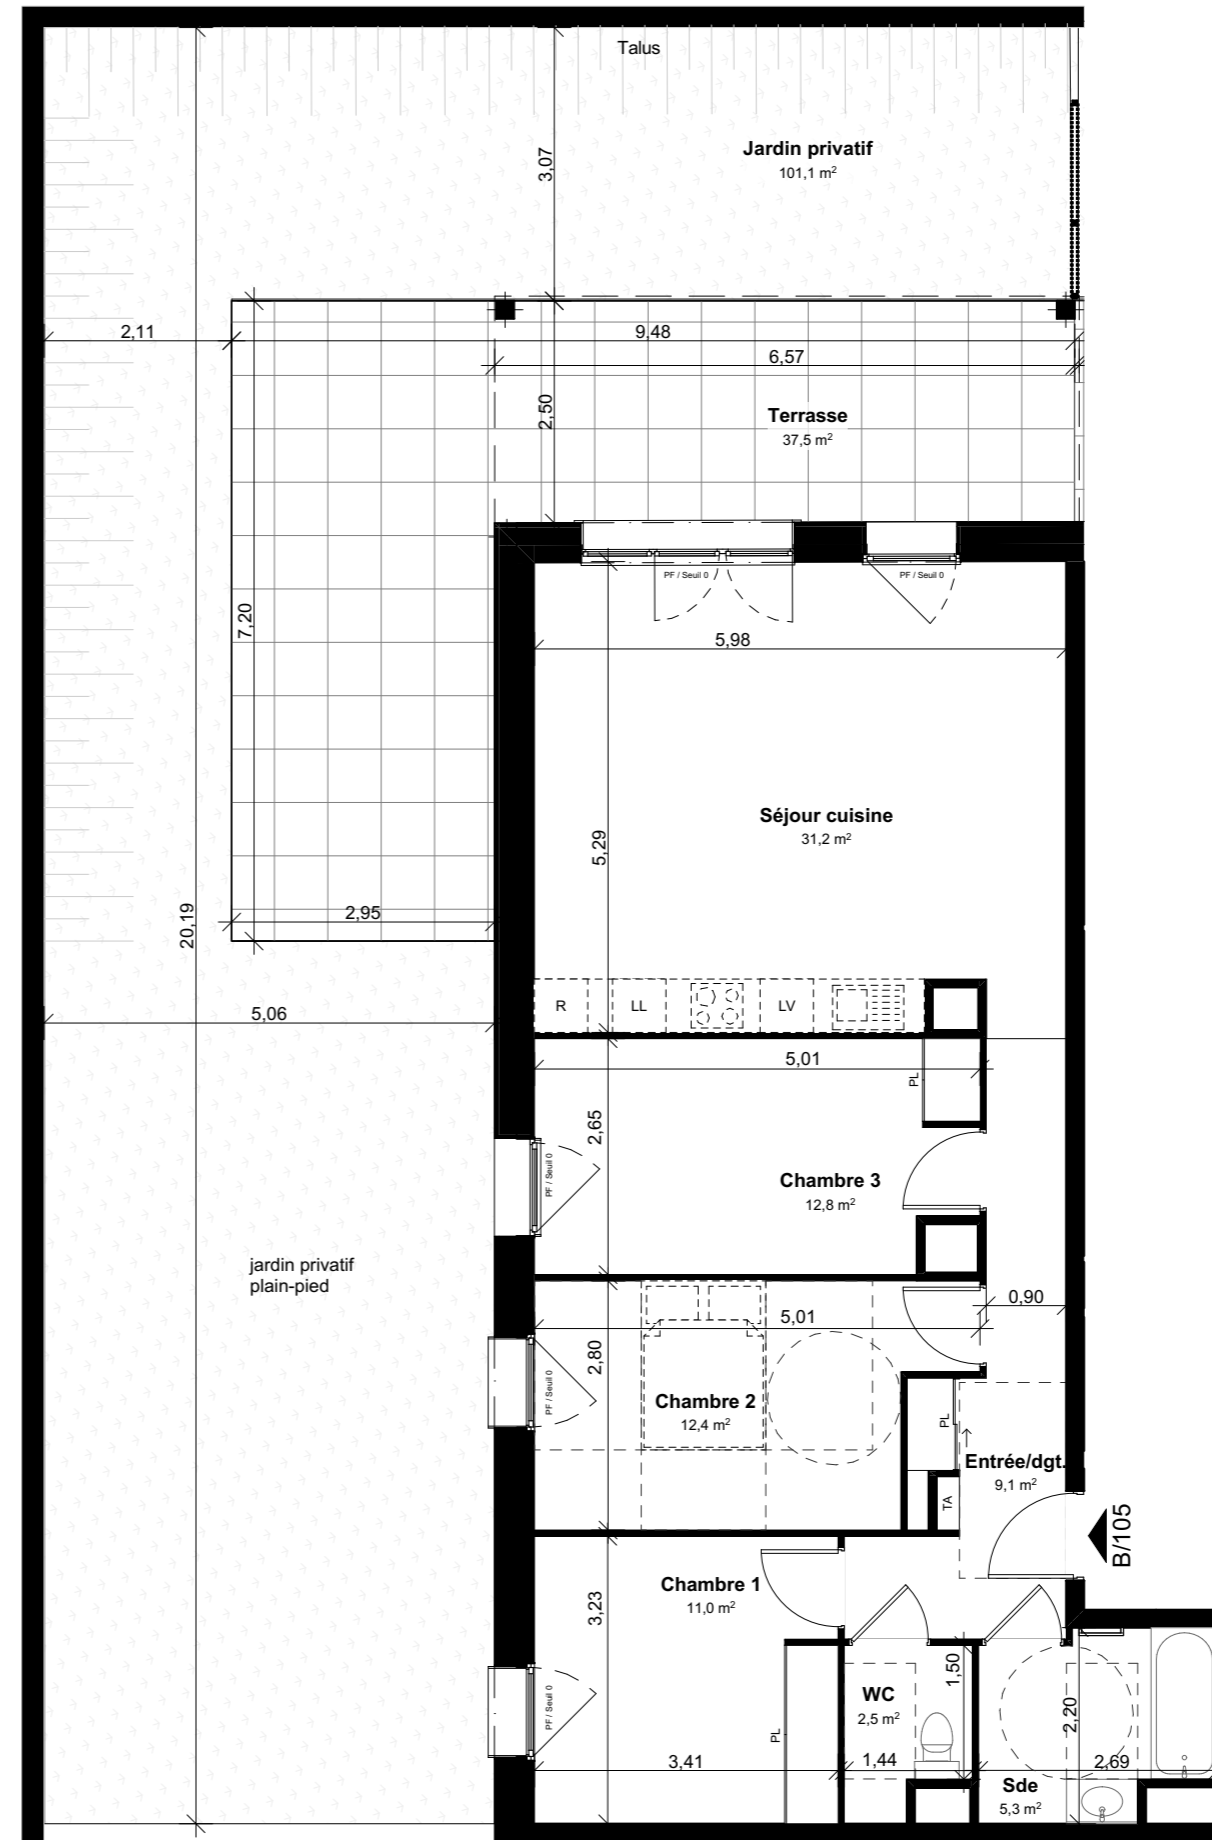 Talus
Jardin privatif
101,1 m²
3,07
2,11
9,48
6,57
2,50
Terrasse
37,5 m²
PF / Seuil 0
PF / Seuil 0
7,20
5,98
Séjour cuisine
31,2 m²
5,29
2,95
20,19
R
LL
LV
5,06
5,01
PL
2,65
PF / Seuil 0
Chambre 3
12,8 m²
jardin privatif
plain-pied
0,90
5,01
2,80
PF / Seuil 0
Chambre 2
12,4 m²
PL
Entrée/dgt.
9,1 m²
TA
B/105
Chambre 1
11,0 m²
3,23
PF / Seuil 0
PL
1,50
WC
2,5 m²
2,20
3,41
1,44
2,69
Sde
5,3 m²